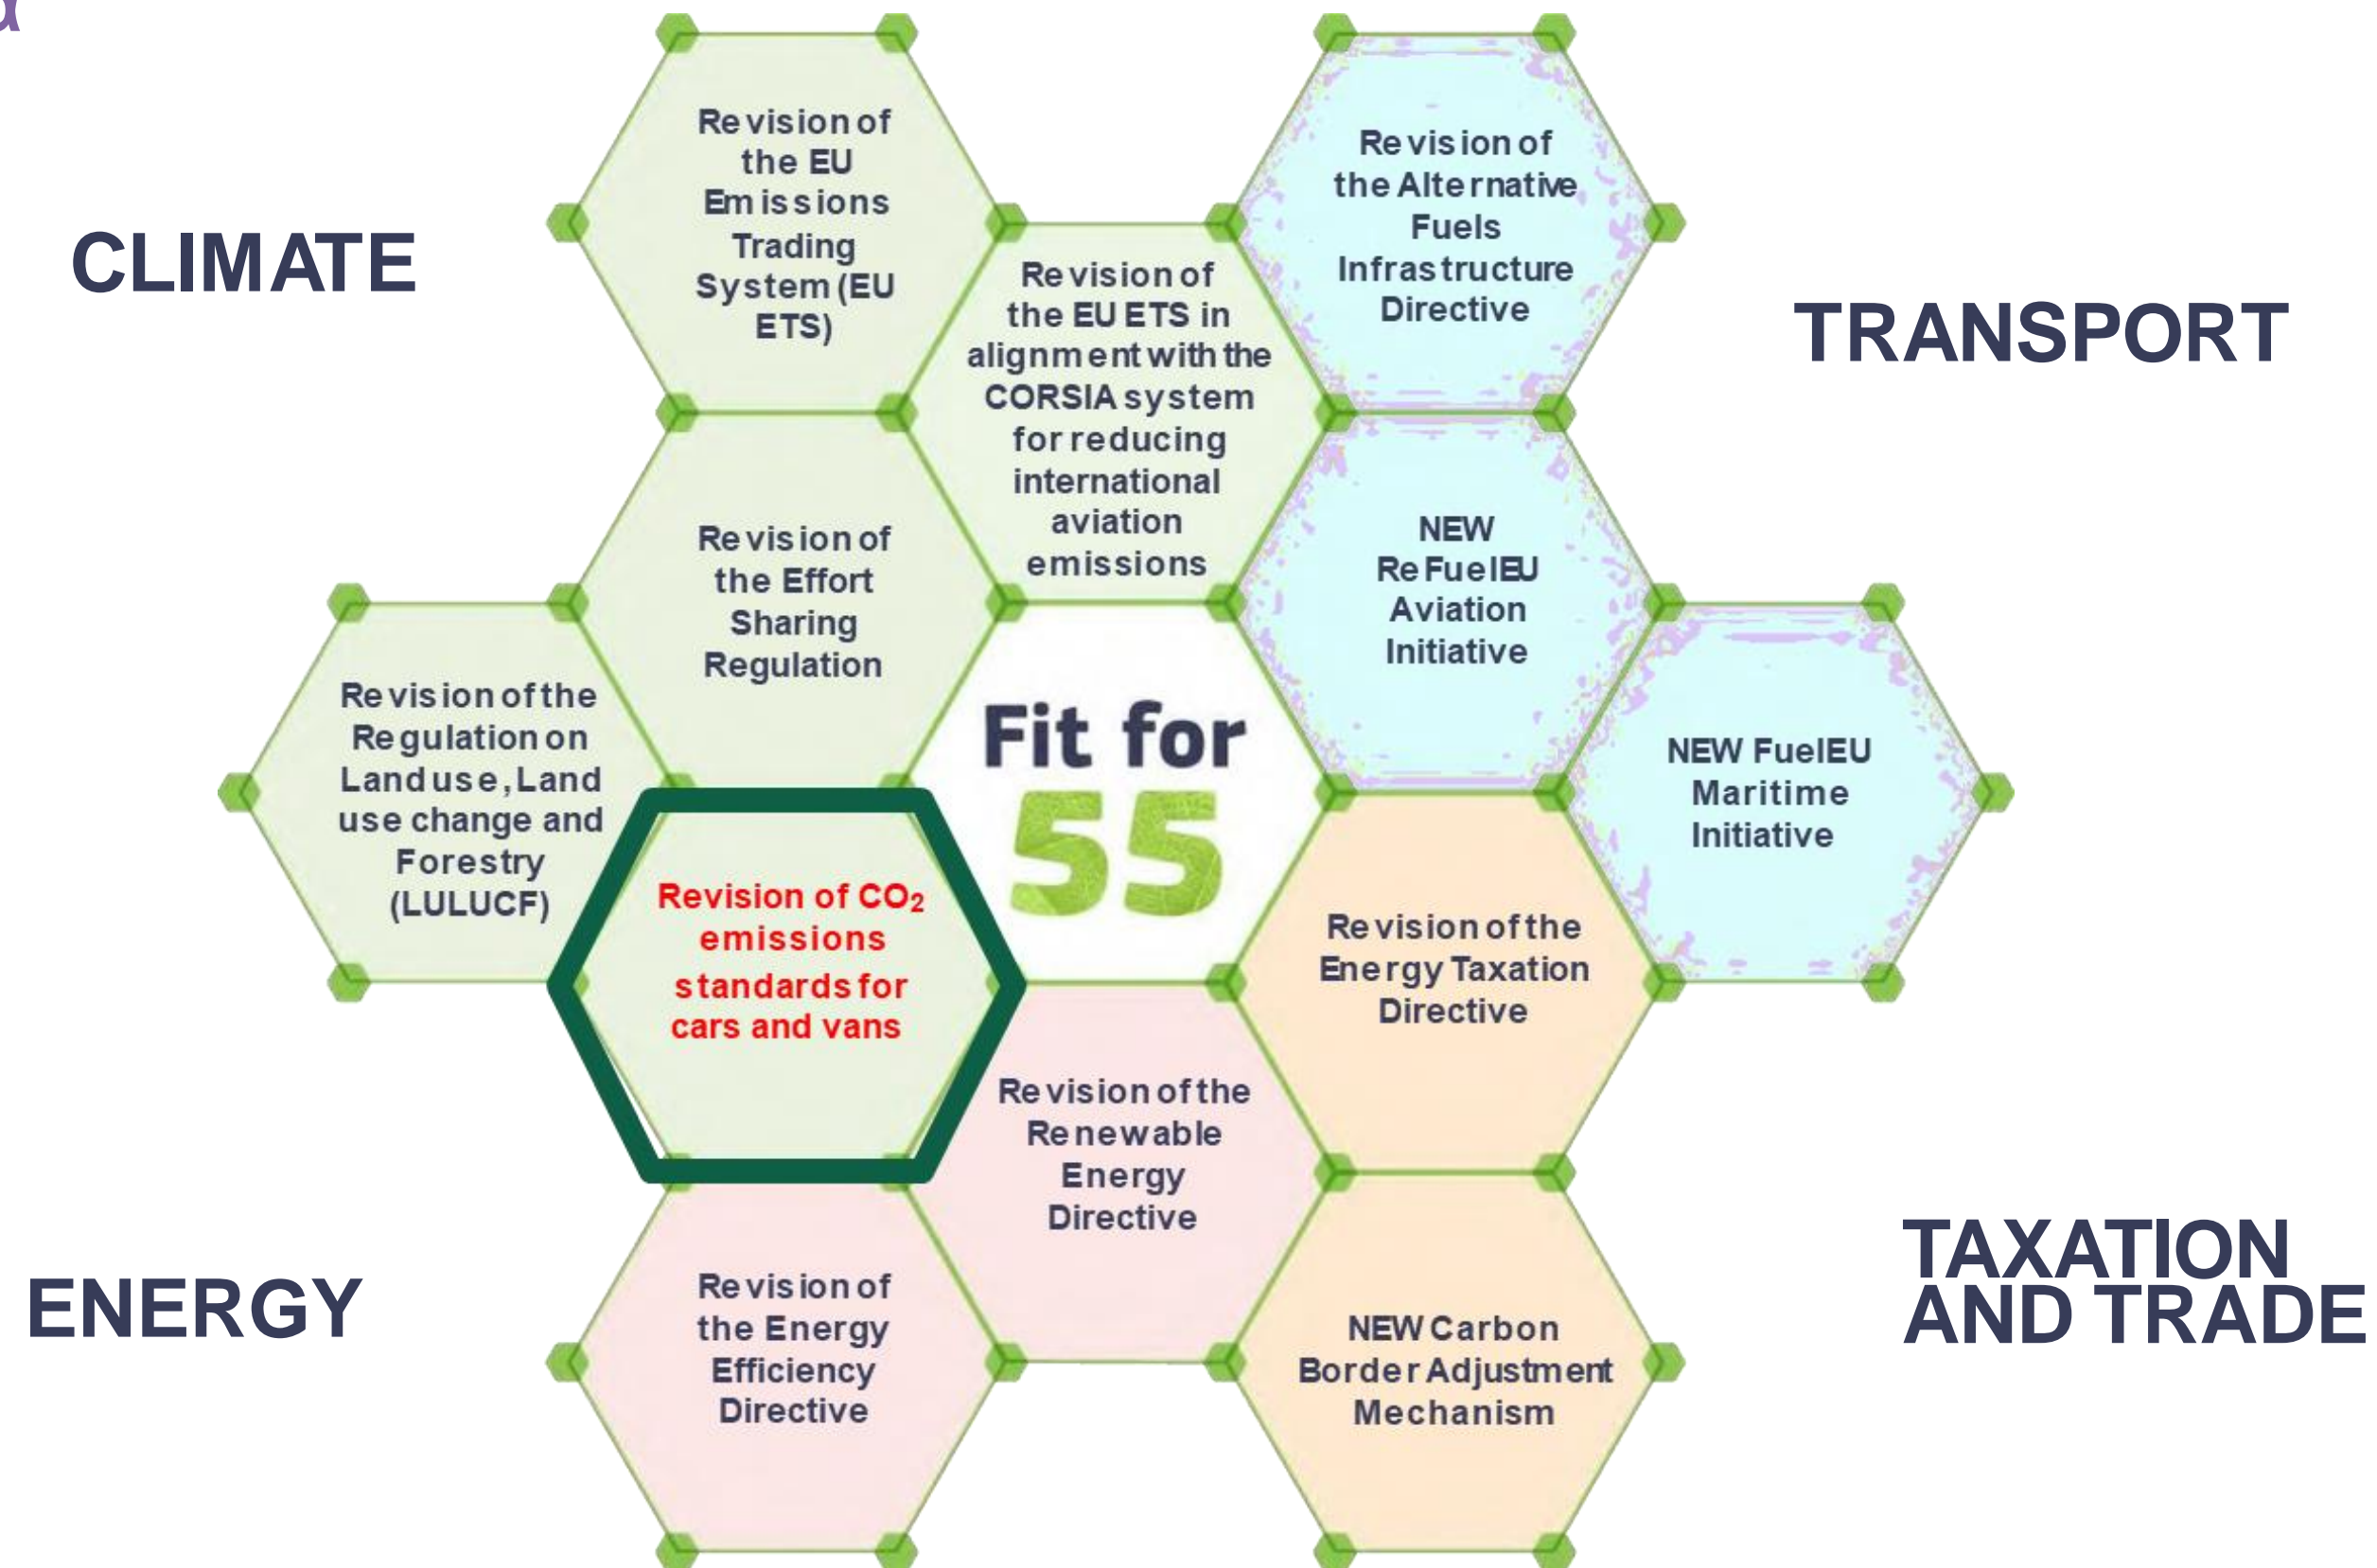 CLIMATE
Revision of
the EU
Emissions
Trading
System (EU
ETS)
Revision of
the EU ETS in
alignment with the
CORSIA system
for reducing
international
aviation
emissions
Revision of
the Alternative
Fuels
Infrastructure
Directive
TRANSPORT
Revision of
the Effort
Sharing
Regulation
NEW
ReFuelEU
Aviation
Initiative
Revision of the
Regulation on
Land use, Land
use change and
Forestry
(LULUCF)
Fit for
55
NEW FuelEU
Maritime
Initiative
Revision of CO₂
emissions
standards for
cars and vans
Revision of the
Energy Taxation
Directive
Revision of the
Renewable
Energy
Directive
ENERGY
Revision of
the Energy
Efficiency
Directive
NEW Carbon
Border Adjustment
Mechanism
TAXATION
AND TRADE